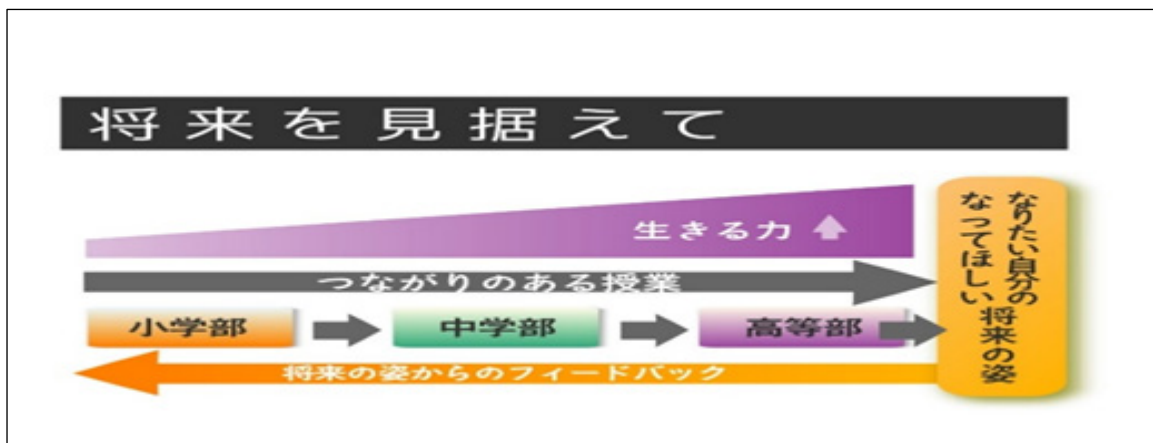 将来を見据えて
生きる力
つながりのある授業
小学部
中学部
高等部
将来の姿からのフィードバック
なりたい自分の
なってほしい
将来の姿